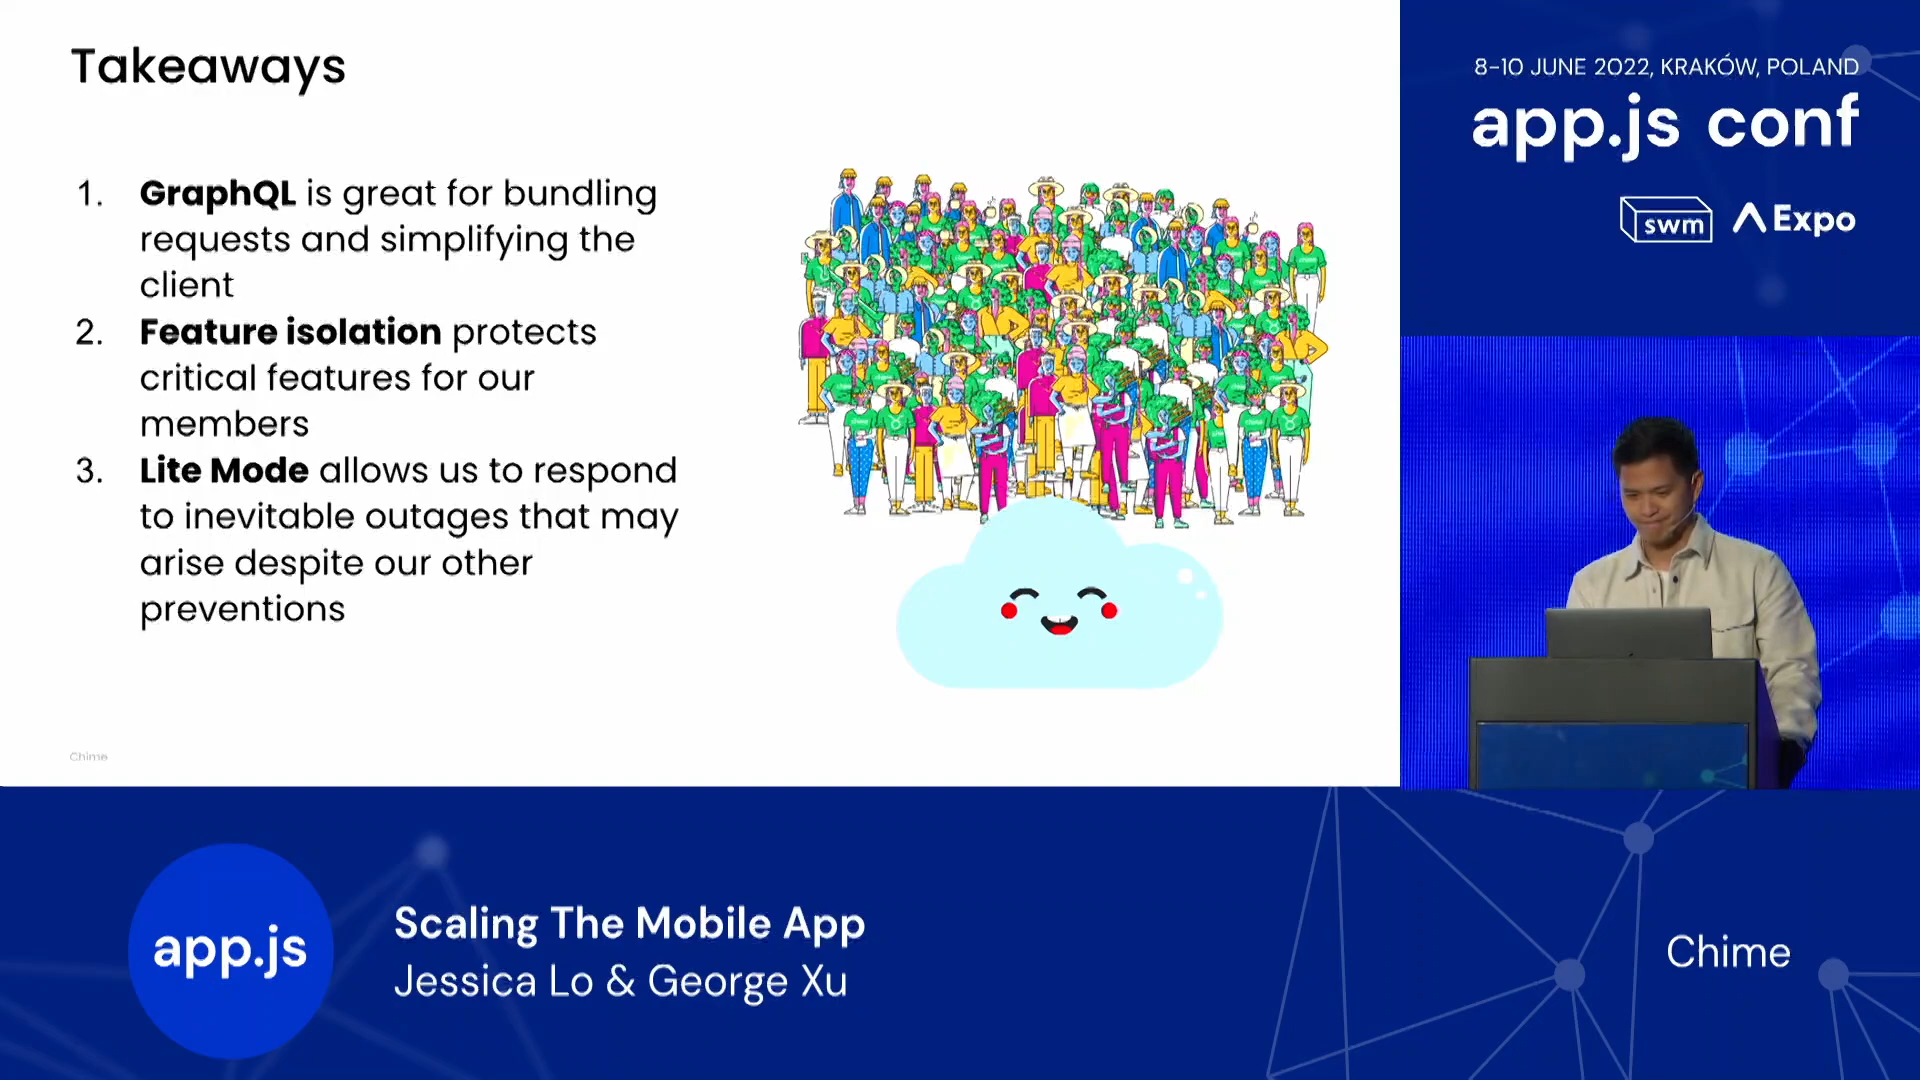 Takeaways
1. GraphQL is great for bundling
requests and simplifying the
client
2. Feature isolation protects
critical features for our
members
3. Lite Mode allows us to respond
to inevitable outages that may
arise despite our other
preventions
Chime
8-10 JUNE 2022, KRAKÓW, POLAND
app.js conf
swm Expo
app.js
Scaling The Mobile App
Jessica Lo & George Xu
Chime